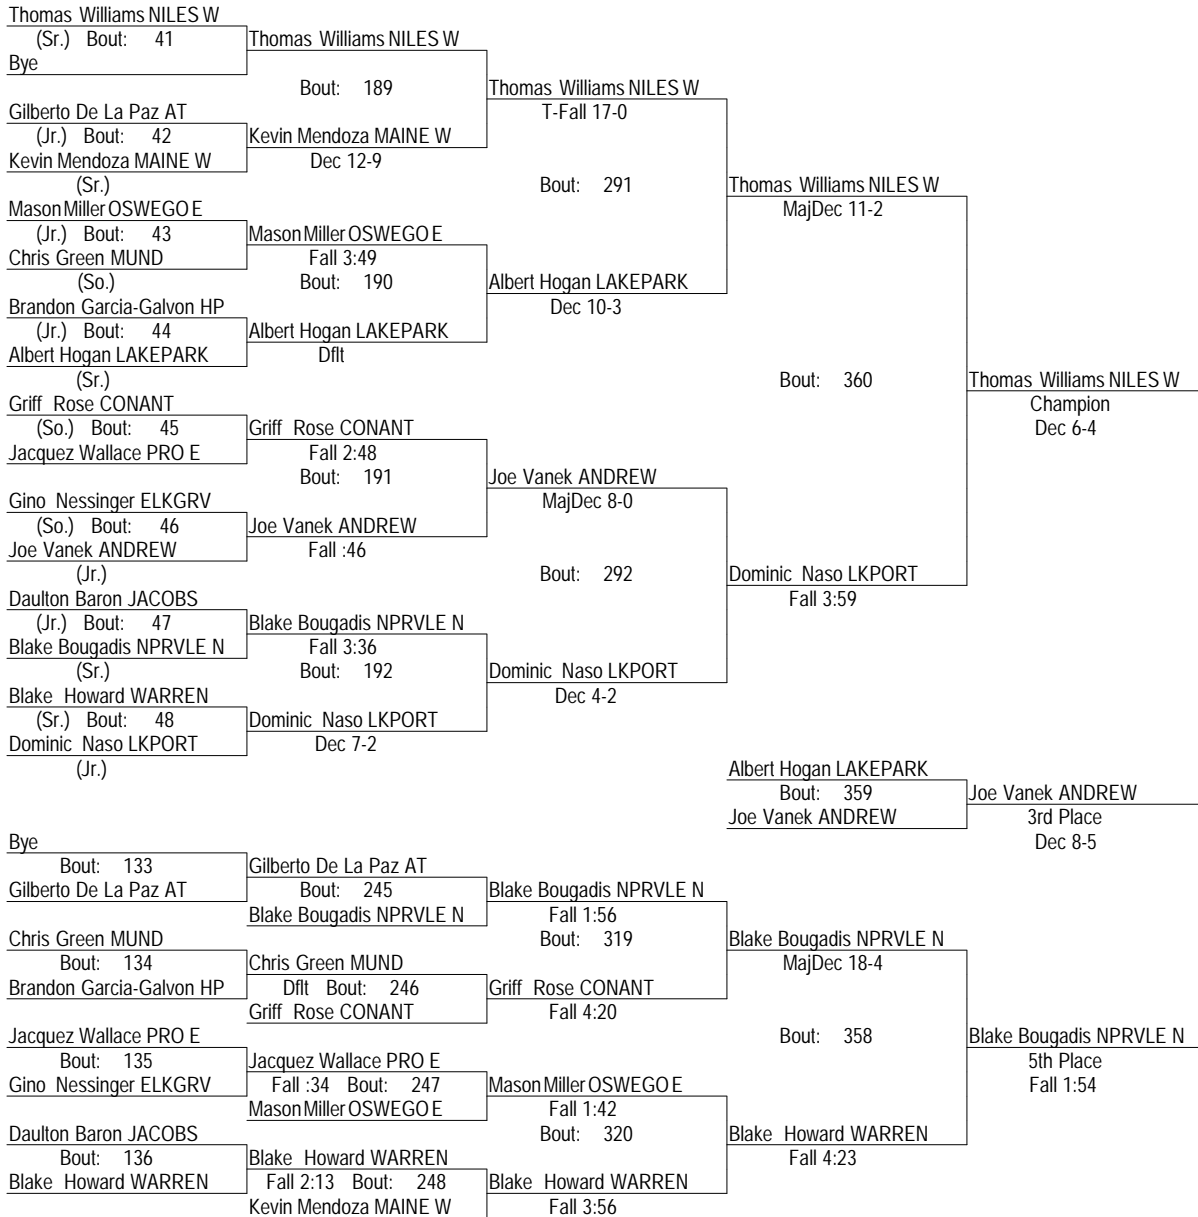 Thomas Williams NILES W
(Sr.) Bout: 41 Thomas Williams NILES W
Bye
Bout: 189 Thomas Williams NILES W
Gilberto De La Paz AT T-Fall 17-0
(Jr.) Bout: 42 Kevin Mendoza MAINE W
Kevin Mendoza MAINE W Dec 12-9
(Sr.) Bout: 291 Thomas Williams NILES W
Mason Miller OSWEGO E MajDec 11-2
(Jr.) Bout: 43 Mason Miller OSWEGO E
Chris Green MUND Fall 3:49
(So.) Bout: 190 Albert Hogan LAKEPARK
Brandon Garcia-Galvon HP Dec 10-3
(Jr.) Bout: 44 Albert Hogan LAKEPARK
Albert Hogan LAKEPARK Dflt
(Sr.) Bout: 360 Thomas Williams NILES W
Griff Rose CONANT Champion
(So.) Bout: 45 Griff Rose CONANT Dec 6-4
Jacquez Wallace PRO E Fall 2:48
Bout: 191 Joe Vanek ANDREW
Gino Nessinger ELKGRV MajDec 8-0
(So.) Bout: 46 Joe Vanek ANDREW
Joe Vanek ANDREW Fall :46
(Jr.) Bout: 292 Dominic Naso LKPORT
Daulton Baron JACOBS Fall 3:59
(Jr.) Bout: 47 Blake Bougadis NPRVLE N
Blake Bougadis NPRVLE N Fall 3:36
(Sr.) Bout: 192 Dominic Naso LKPORT
Blake Howard WARREN Dec 4-2
(Sr.) Bout: 48 Dominic Naso LKPORT
Dominic Naso LKPORT Dec 7-2
(Jr.) Albert Hogan LAKEPARK
Bout: 359 Joe Vanek ANDREW
Joe Vanek ANDREW 3rd Place
Bye Dec 8-5
Bout: 133 Gilberto De La Paz AT
Gilberto De La Paz AT Bout: 245 Blake Bougadis NPRVLE N
Blake Bougadis NPRVLE N Fall 1:56
Chris Green MUND Bout: 319 Blake Bougadis NPRVLE N
Bout: 134 Chris Green MUND MajDec 18-4
Brandon Garcia-Galvon HP Dflt Bout: 246 Griff Rose CONANT
Griff Rose CONANT Fall 4:20
Jacquez Wallace PRO E Bout: 358 Blake Bougadis NPRVLE N
Bout: 135 Jacquez Wallace PRO E 5th Place
Gino Nessinger ELKGRV Fall :34 Bout: 247 Mason Miller OSWEGO E Fall 1:54
Mason Miller OSWEGO E Fall 1:42
Daulton Baron JACOBS Bout: 320 Blake Howard WARREN
Bout: 136 Blake Howard WARREN Fall 4:23
Blake Howard WARREN Fall 2:13 Bout: 248 Blake Howard WARREN
Kevin Mendoza MAINE W Fall 3:56